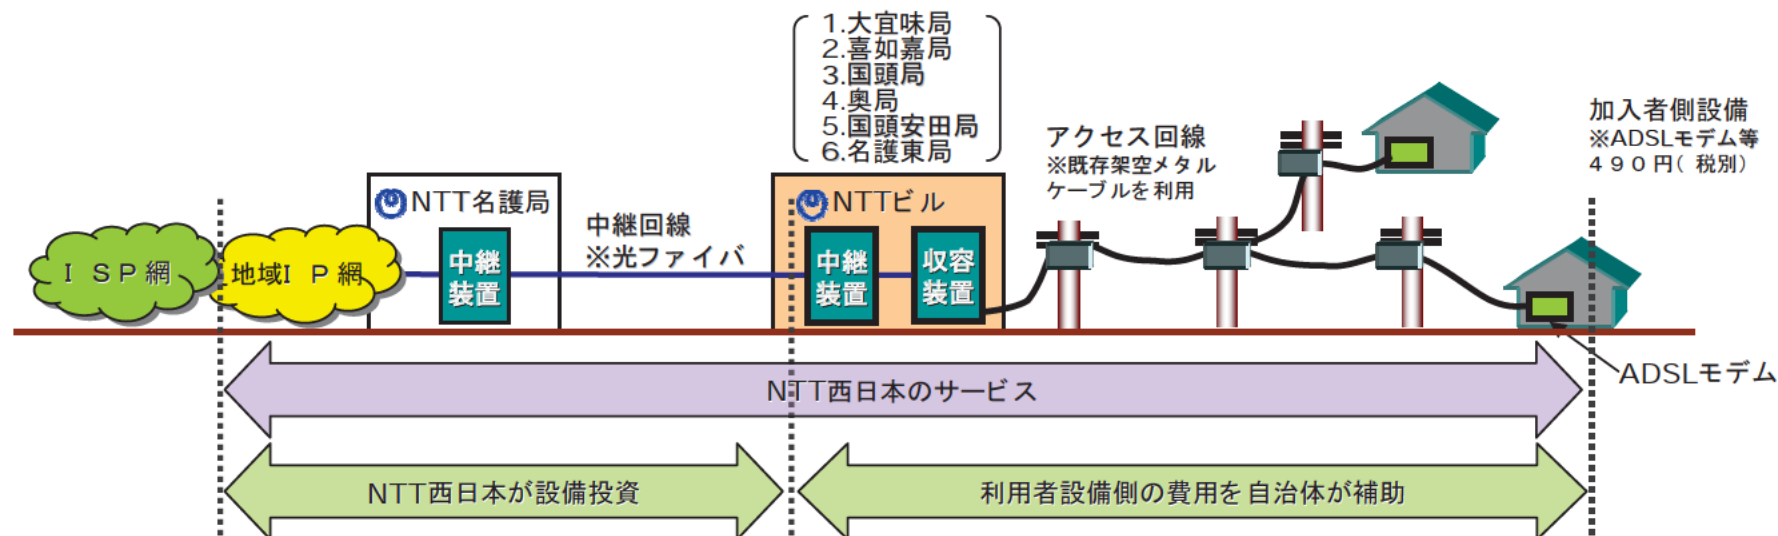 1.大宜味局
2.喜如嘉局
3.国頭局
4.奥局
5.国頭安田局
6.名護東局
アクセス回線
※既存架空メタル
ケーブルを利用
加入者側設備
※ADSLモデム等
490円(税別)
NTT名護局
中継回線
※光ファイバ
NTTビル
ISP網
地域IP網
中継
装置
中継
装置
収容
装置
ADSLモデム
NTT西日本のサービス
NTT西日本が設備投資
利用者設備側の費用を自治体が補助